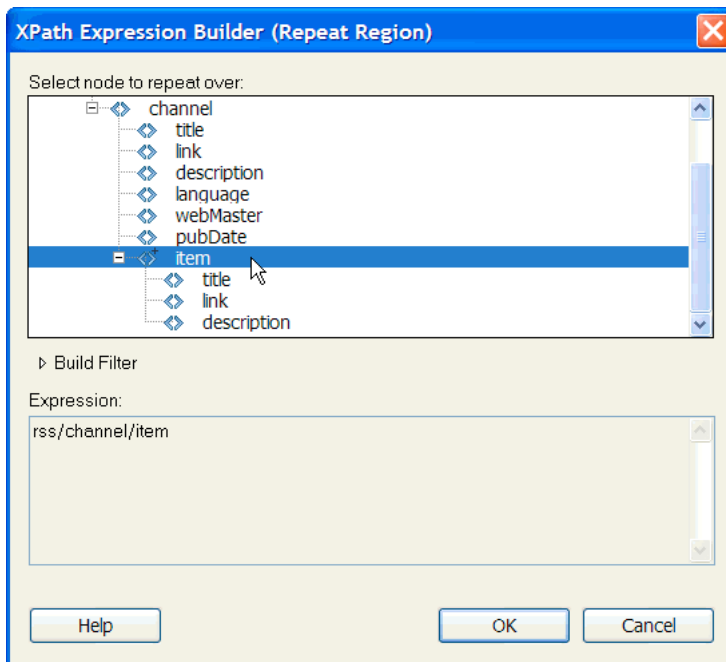 XPath Expression Builder (Repeat Region)
Select node to repeat over:
channel
title
link
description
language
webMaster
pubDate
item
title
link
description
Build Filter
Expression:
rss/channel/item
Help OK Cancel